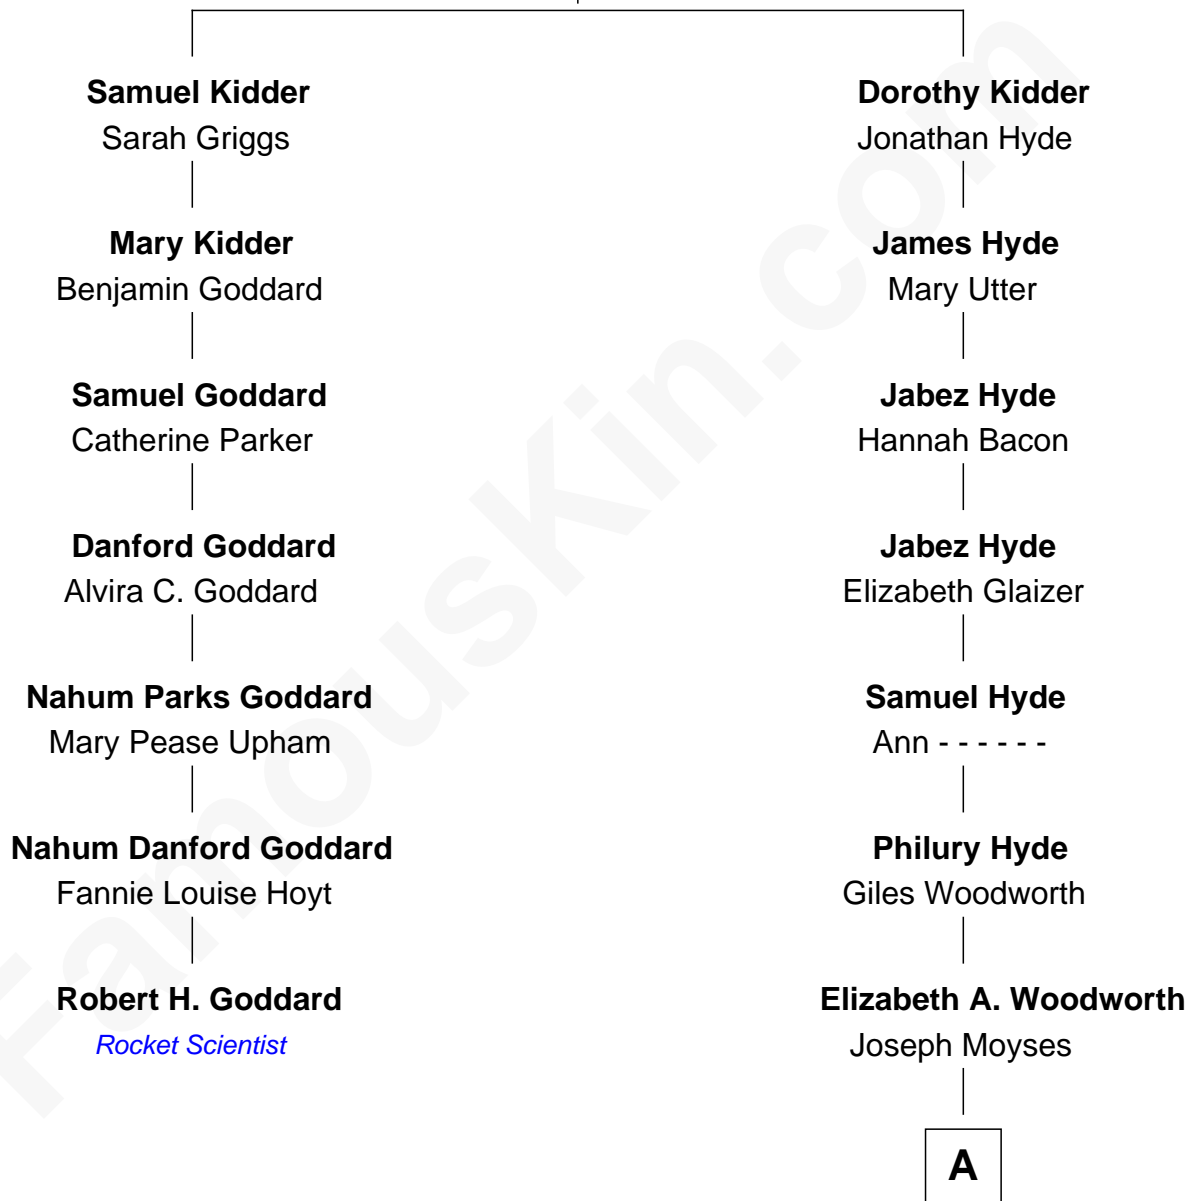 Samuel Kidder
Sarah Griggs
Dorothy Kidder
Jonathan Hyde
Mary Kidder
Benjamin Goddard
James Hyde
Mary Utter
Samuel Goddard
Catherine Parker
Jabez Hyde
Hannah Bacon
Danford Goddard
Alvira C. Goddard
Jabez Hyde
Elizabeth Glaizer
Nahum Parks Goddard
Mary Pease Upham
Samuel Hyde
Ann - - - - - -
Nahum Danford Goddard
Fannie Louise Hoyt
Philury Hyde
Giles Woodworth
Robert H. Goddard
Rocket Scientist
Elizabeth A. Woodworth
Joseph Moyses
A
FamousKin.com